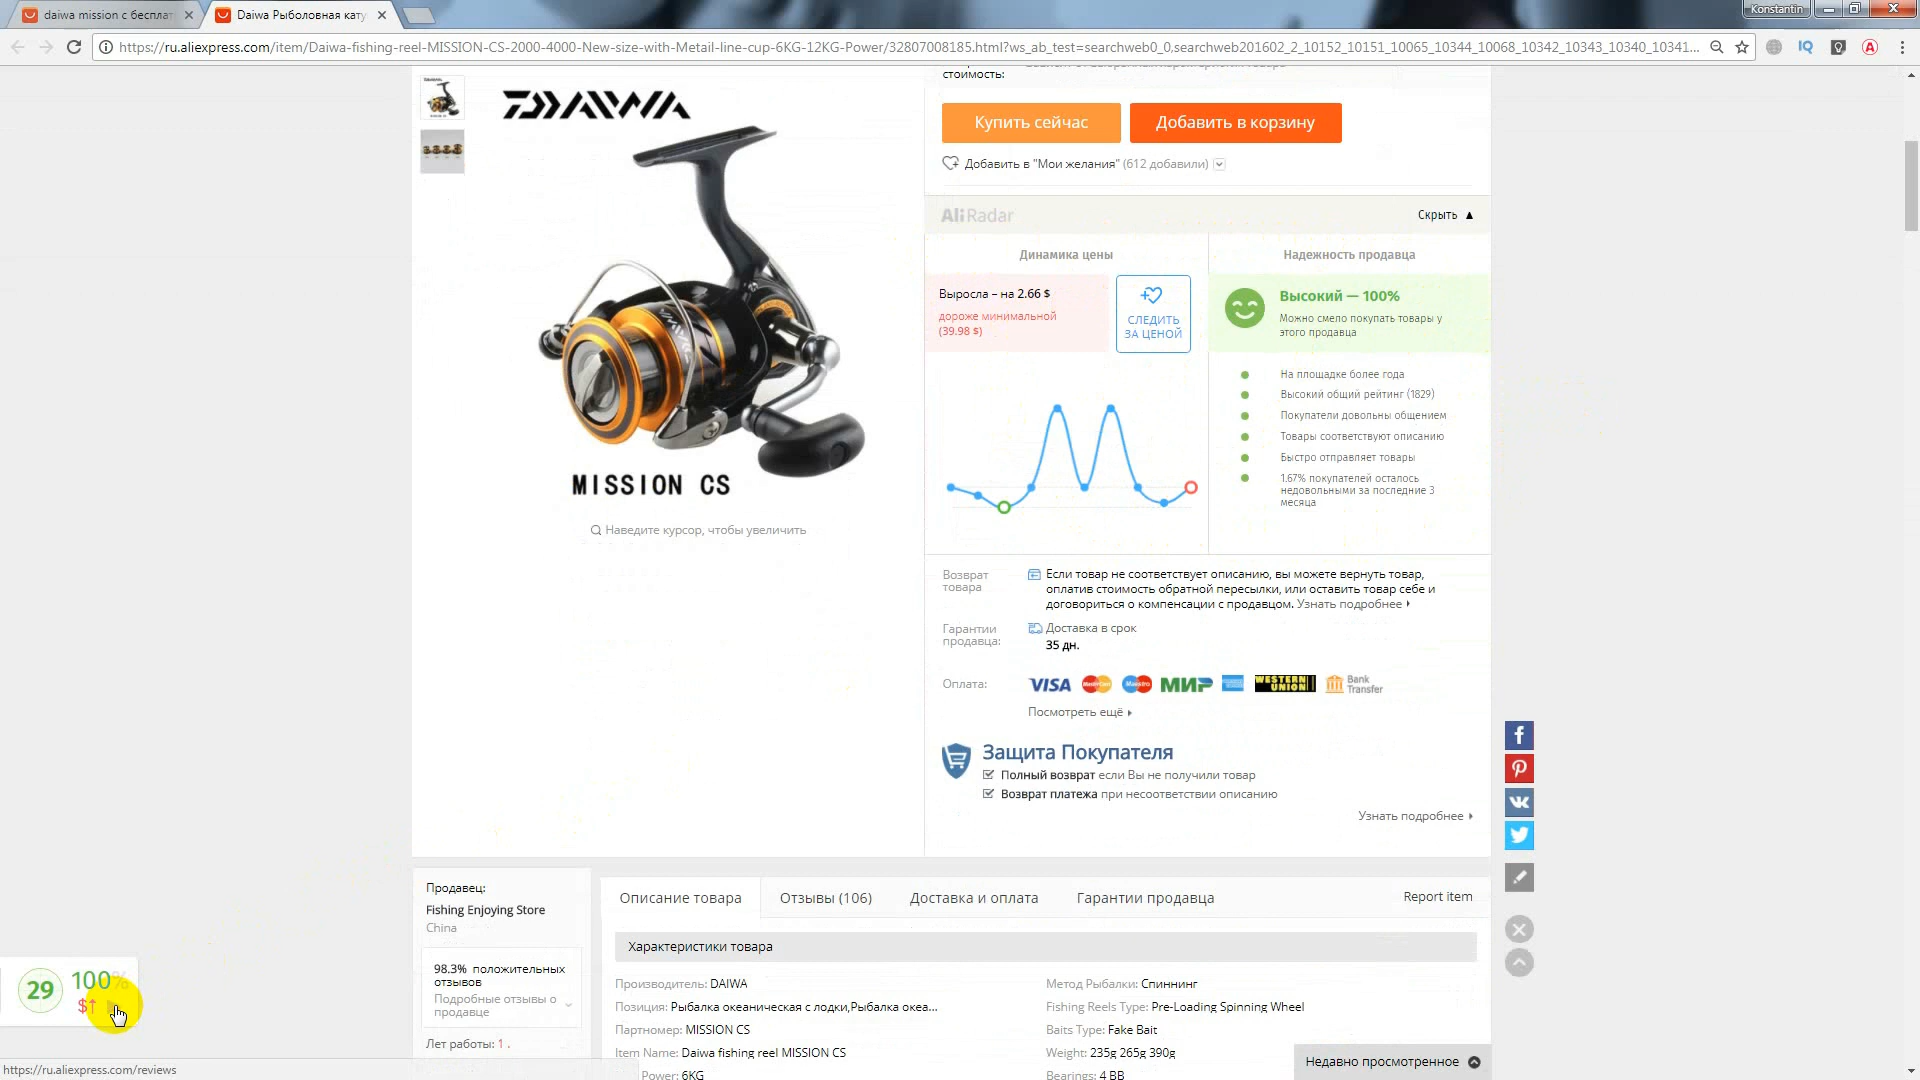 daiwa mission с бесплат
Daiwa Рыболовная кату
Konstantin
https://ru.aliexpress.com/item/Daiwa-fishing-reel-MISSION-CS-2000-4000-New-size-with-Metail-line-cup-6KG-12KG-Power/32807008185.html?ws_ab_test=searchweb0_0,searchweb201602_2_10152_10151_10065_10344_10068_10342_10343_10340_10341...
IQ
A
стоимость:
DAIWA
Купить сейчас
Добавить в корзину
Добавить в "Мои желания" (612 добавили)
AliRadar
Скрыть ▲
Динамика цены
Надежность продавца
Выросла – на 2.66 $
дороже минимальной
(39.98 $)
СЛЕДИТЬ
ЗА ЦЕНОЙ
Высокий — 100%
Можно смело покупать товары у
этого продавца
На площадке более года
Высокий общий рейтинг (1829)
Покупатели довольны общением
Товары соответствуют описанию
Быстро отправляет товары
1.67% покупателей осталось
недовольными за последние 3
месяца
MISSION CS
Наведите курсор, чтобы увеличить
Возврат
товара
Если товар не соответствует описанию, вы можете вернуть товар,
оплатив стоимость обратной пересылки, или оставить товар себе и
договориться о компенсации с продавцом. Узнать подробнее
Гарантии
продавца:
Доставка в срок
35 дн.
Оплата:
VISA MasterCard Maestro МИР WESTERN UNION Bank Transfer
Посмотреть ещё
Защита Покупателя
Полный возврат если Вы не получили товар
Возврат платежа при несоответствии описанию
Узнать подробнее
Продавец:
Fishing Enjoying Store
China
98.3% положительных
отзывов
Подробные отзывы о
продавце
Лет работы: 1 .
Описание товара
Отзывы (106)
Доставка и оплата
Гарантии продавца
Report item
Характеристики товара
Производитель: DAIWA
Метод Рыбалки: Спиннинг
Позиция: Рыбалка океаническая с лодки,Рыбалка океа...
Fishing Reels Type: Pre-Loading Spinning Wheel
Партномер: MISSION CS
Baits Type: Fake Bait
Item Name: Daiwa fishing reel MISSION CS
Weight: 235g 265g 390g
Power: 6KG
Bearings: 4 BB
29
100%
$↑
Недавно просмотренное
https://ru.aliexpress.com/reviews